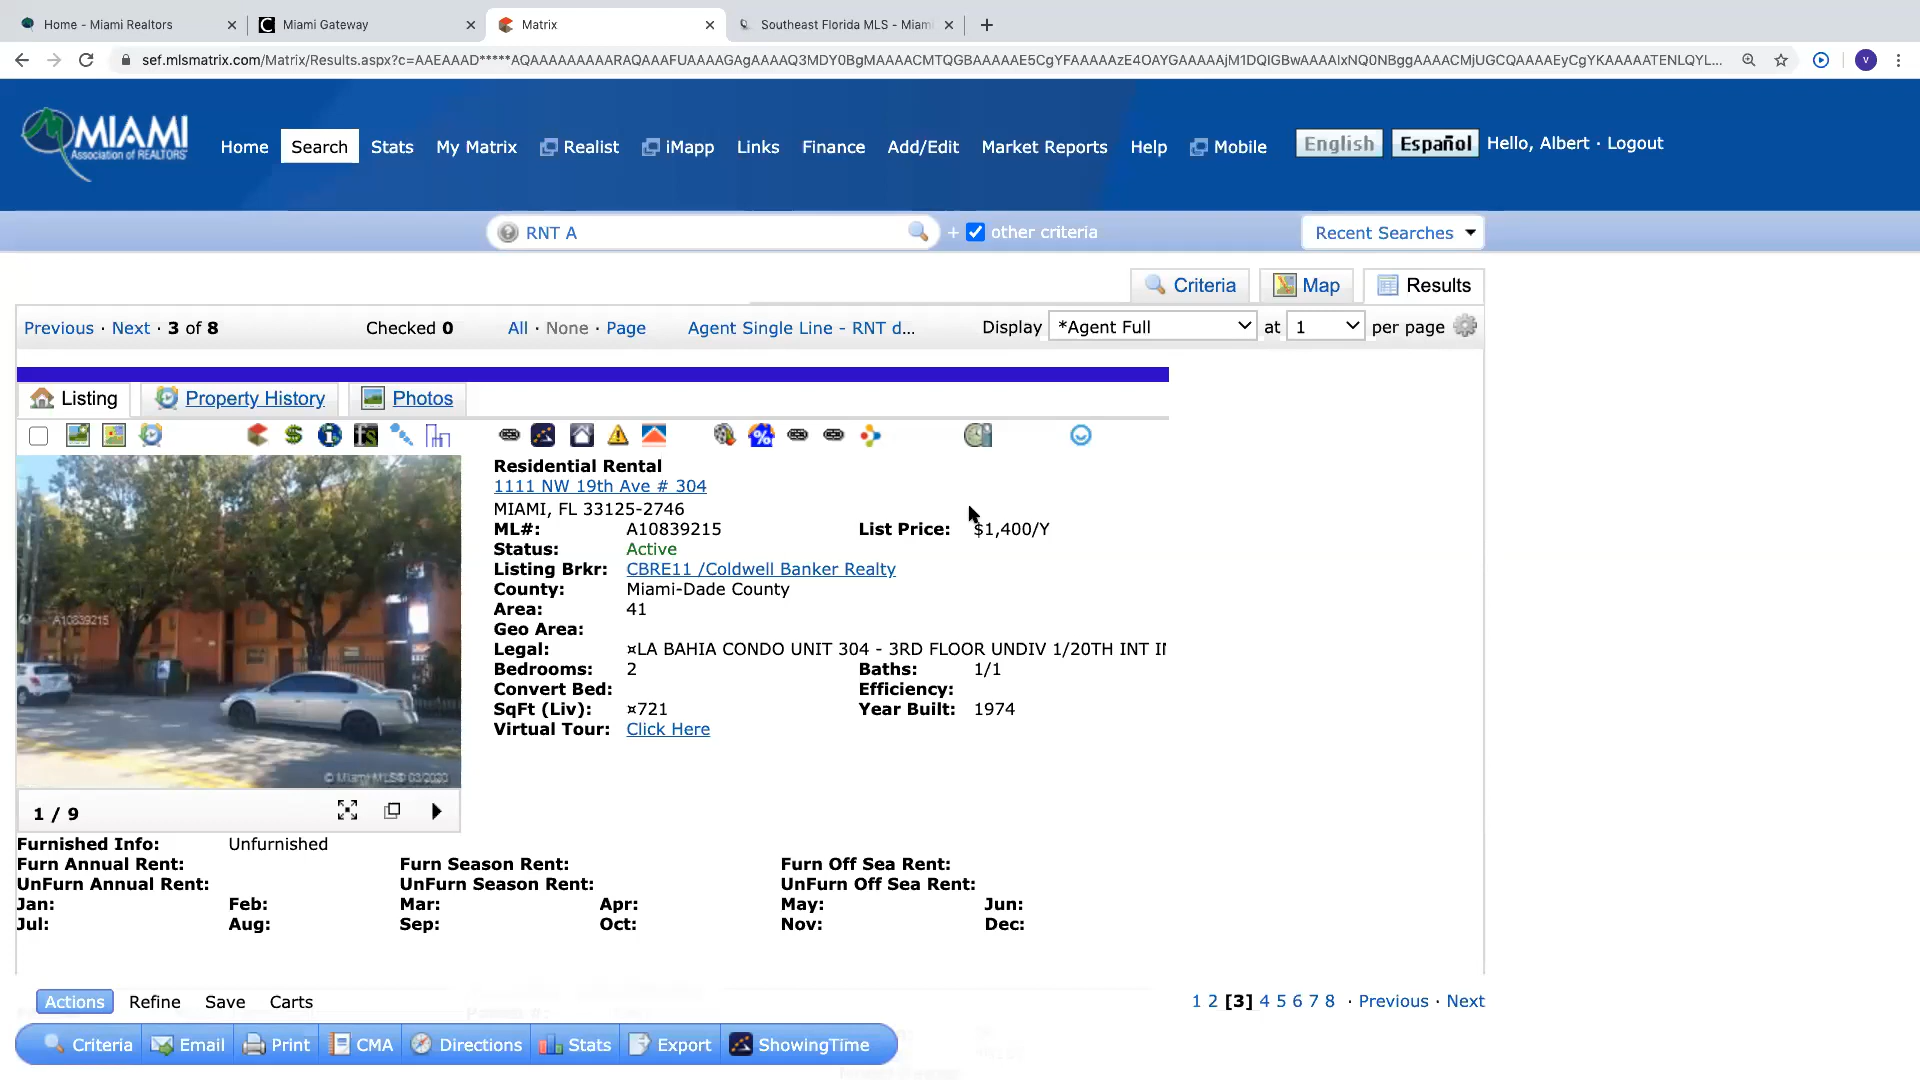 Home - Miami Realtors
Miami Gateway
Matrix
Southeast Florida MLS - Miam
sef.mlsmatrix.com/Matrix/Results.aspx?c=AAEAAAD*****AQAAAAAAAAARAQAAAFUAAAAGAgAAAAQ3MDY0BgMAAAACMTQGBAAAAAE5CgYFAAAAAzE4OAYGAAAAAjM1DQIGBwAAAAIxNQ0NBggAAAACMjUGCQAAAAEyCgYKAAAAATENLQYL...
v
MIAMI
Association of REALTORS®
Home Search Stats My Matrix Realist iMapp Links Finance Add/Edit Market Reports Help Mobile
English Español Hello, Albert · Logout
RNT A
+ other criteria
Recent Searches
Criteria Map Results
Previous · Next · 3 of 8 Checked 0 All · None · Page Agent Single Line - RNT d... Display *Agent Full at 1 per page
Listing Property History Photos
Residential Rental
1111 NW 19th Ave # 304
MIAMI, FL 33125-2746
ML#: A10839215 List Price: $1,400/Y
Status: Active
Listing Brkr: CBRE11 /Coldwell Banker Realty
County: Miami-Dade County
Area: 41
Geo Area:
Legal: ¤LA BAHIA CONDO UNIT 304 - 3RD FLOOR UNDIV 1/20TH INT IN
Bedrooms: 2 Baths: 1/1
Convert Bed: Efficiency:
SqFt (Liv): ¤721 Year Built: 1974
Virtual Tour: Click Here
A10839215
© Miami MLS® 03/2020
1 / 9
Furnished Info: Unfurnished
Furn Annual Rent: Furn Season Rent: Furn Off Sea Rent:
UnFurn Annual Rent: UnFurn Season Rent: UnFurn Off Sea Rent:
Jan: Feb: Mar: Apr: May: Jun:
Jul: Aug: Sep: Oct: Nov: Dec:
Actions Refine Save Carts
1 2 [3] 4 5 6 7 8 · Previous · Next
Criteria Email Print CMA Directions Stats Export ShowingTime